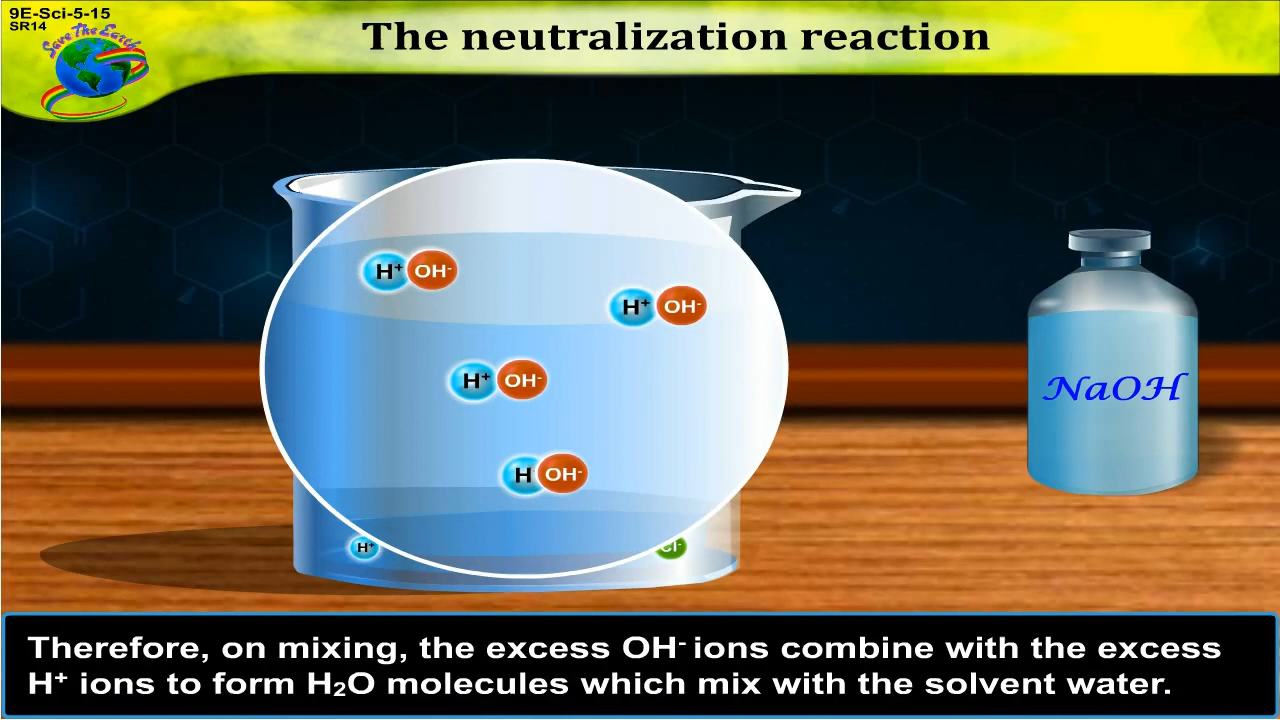 9E-Sci-5-15
SR14
Save The Earth
The neutralization reaction
H⁺ OH⁻
H⁺ OH⁻
H⁺ OH⁻
H OH⁻
NaOH
H⁺
Cl⁻
Therefore, on mixing, the excess OH⁻ ions combine with the excess
H⁺ ions to form H₂O molecules which mix with the solvent water.